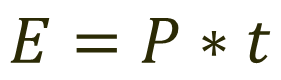 E = P * t